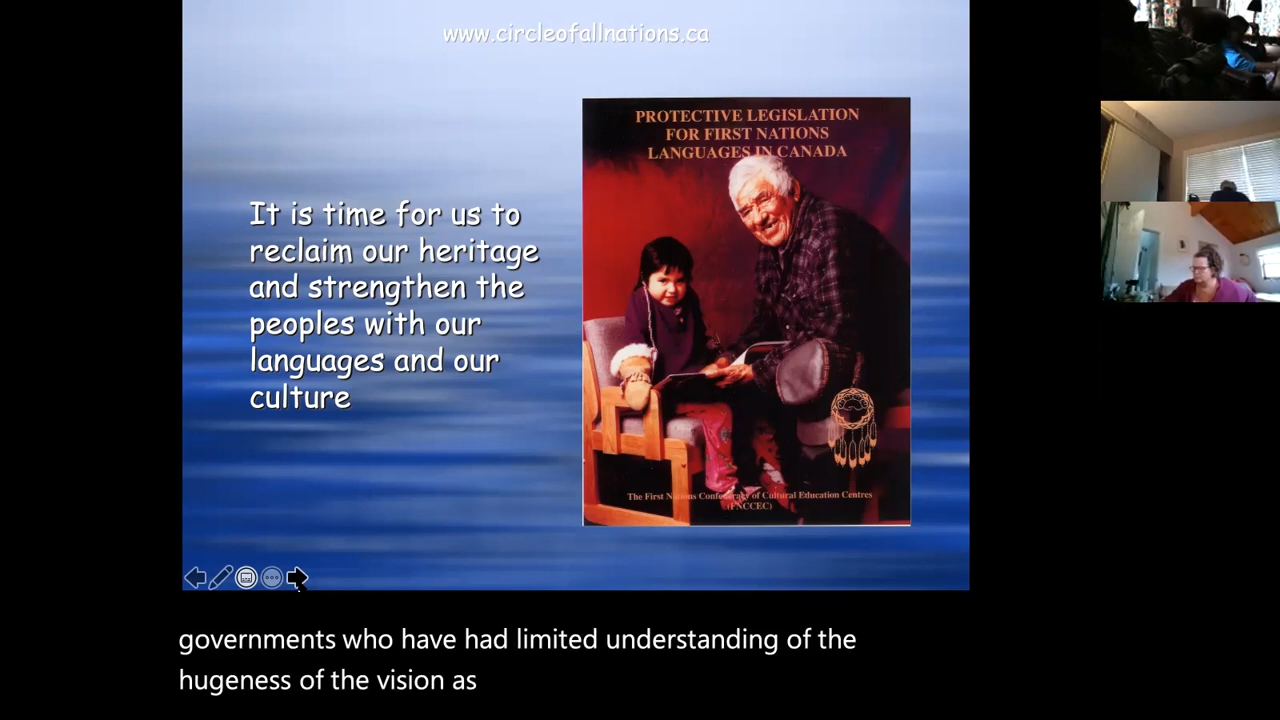 www.circleofallnations.ca
PROTECTIVE LEGISLATION
FOR FIRST NATIONS
LANGUAGES IN CANADA
It is time for us to
reclaim our heritage
and strengthen the
peoples with our
languages and our
culture
The First Nations Confederacy of Cultural Education Centres
(FNCCEC)
governments who have had limited understanding of the
hugeness of the vision as